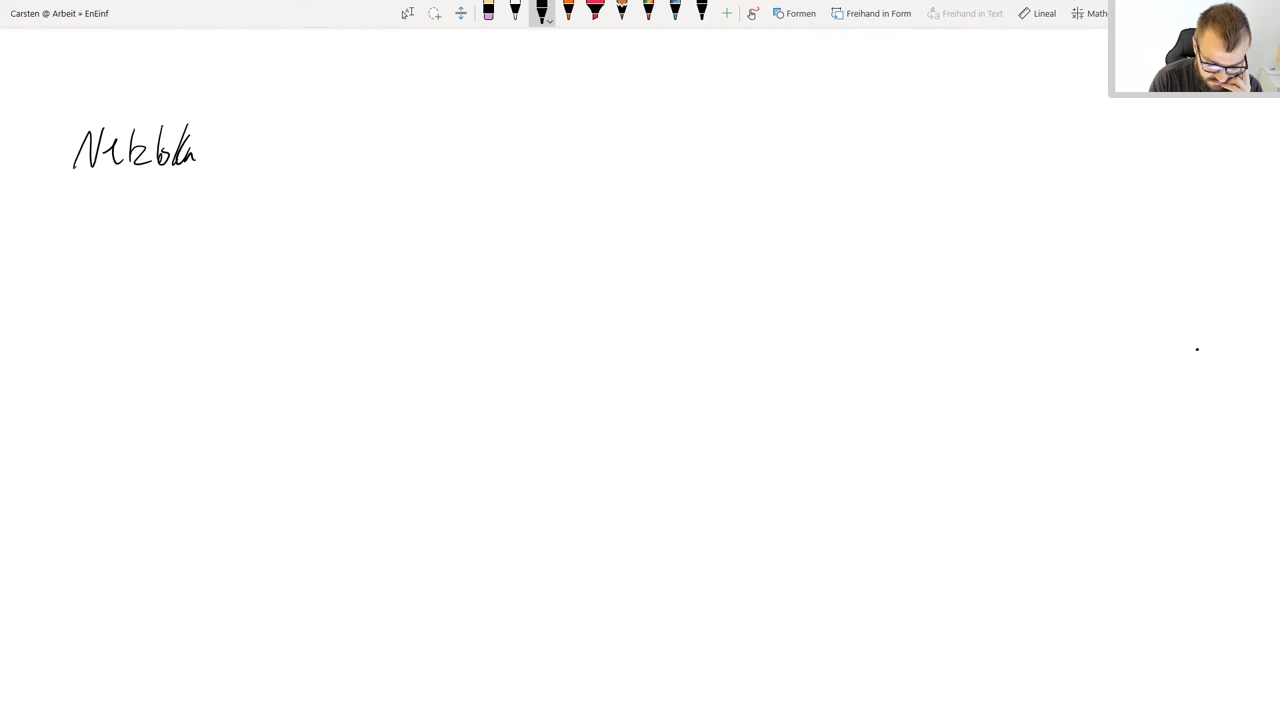 Carsten @ Arbeit » EnEinf
Formen Freihand in Form Freihand in Text Lineal Math